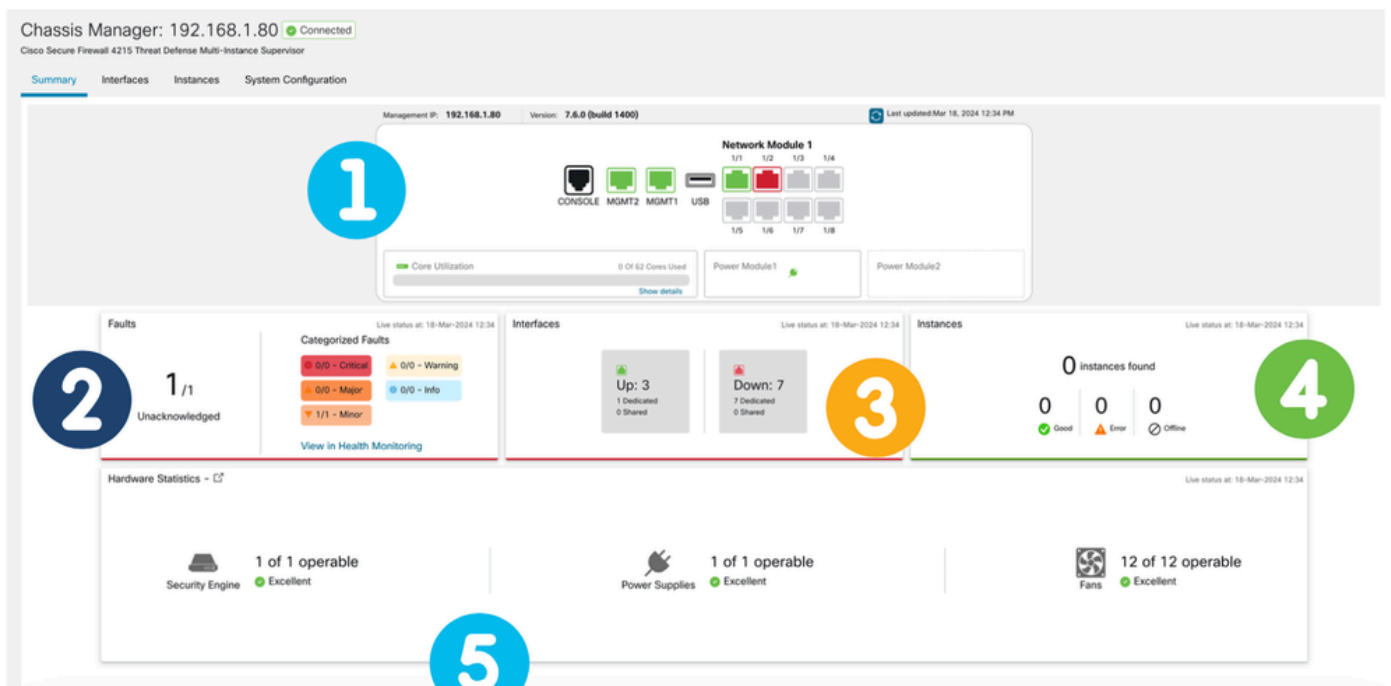 Chassis Manager: 192.168.1.80 Connected
Cisco Secure Firewall 4215 Threat Defense Multi-Instance Supervisor
Summary Interfaces Instances System Configuration
Management IP: 192.168.1.80 Version: 7.6.0 (build 1400) Last updated:Mar 18, 2024 12:34 PM
1
Network Module 1
1/1 1/2 1/3 1/4
CONSOLE MGMT2 MGMT1 USB
1/5 1/6 1/7 1/8
Core Utilization 0 Of 62 Cores Used
Show details
Power Module1
Power Module2
2
Faults Live status at: 18-Mar-2024 12:34
1/1
Unacknowledged
Categorized Faults
0/0 - Critical 0/0 - Warning
0/0 - Major 0/0 - Info
1/1 - Minor
View in Health Monitoring
Interfaces Live status at: 18-Mar-2024 12:34
Up: 3
1 Dedicated
0 Shared
Down: 7
7 Dedicated
0 Shared
3
Instances Live status at: 18-Mar-2024 12:34
0 instances found
0 0 0
Good Error Offline
4
Hardware Statistics - Live status at: 18-Mar-2024 12:34
Security Engine
1 of 1 operable
Excellent
Power Supplies
1 of 1 operable
Excellent
Fans
12 of 12 operable
Excellent
5